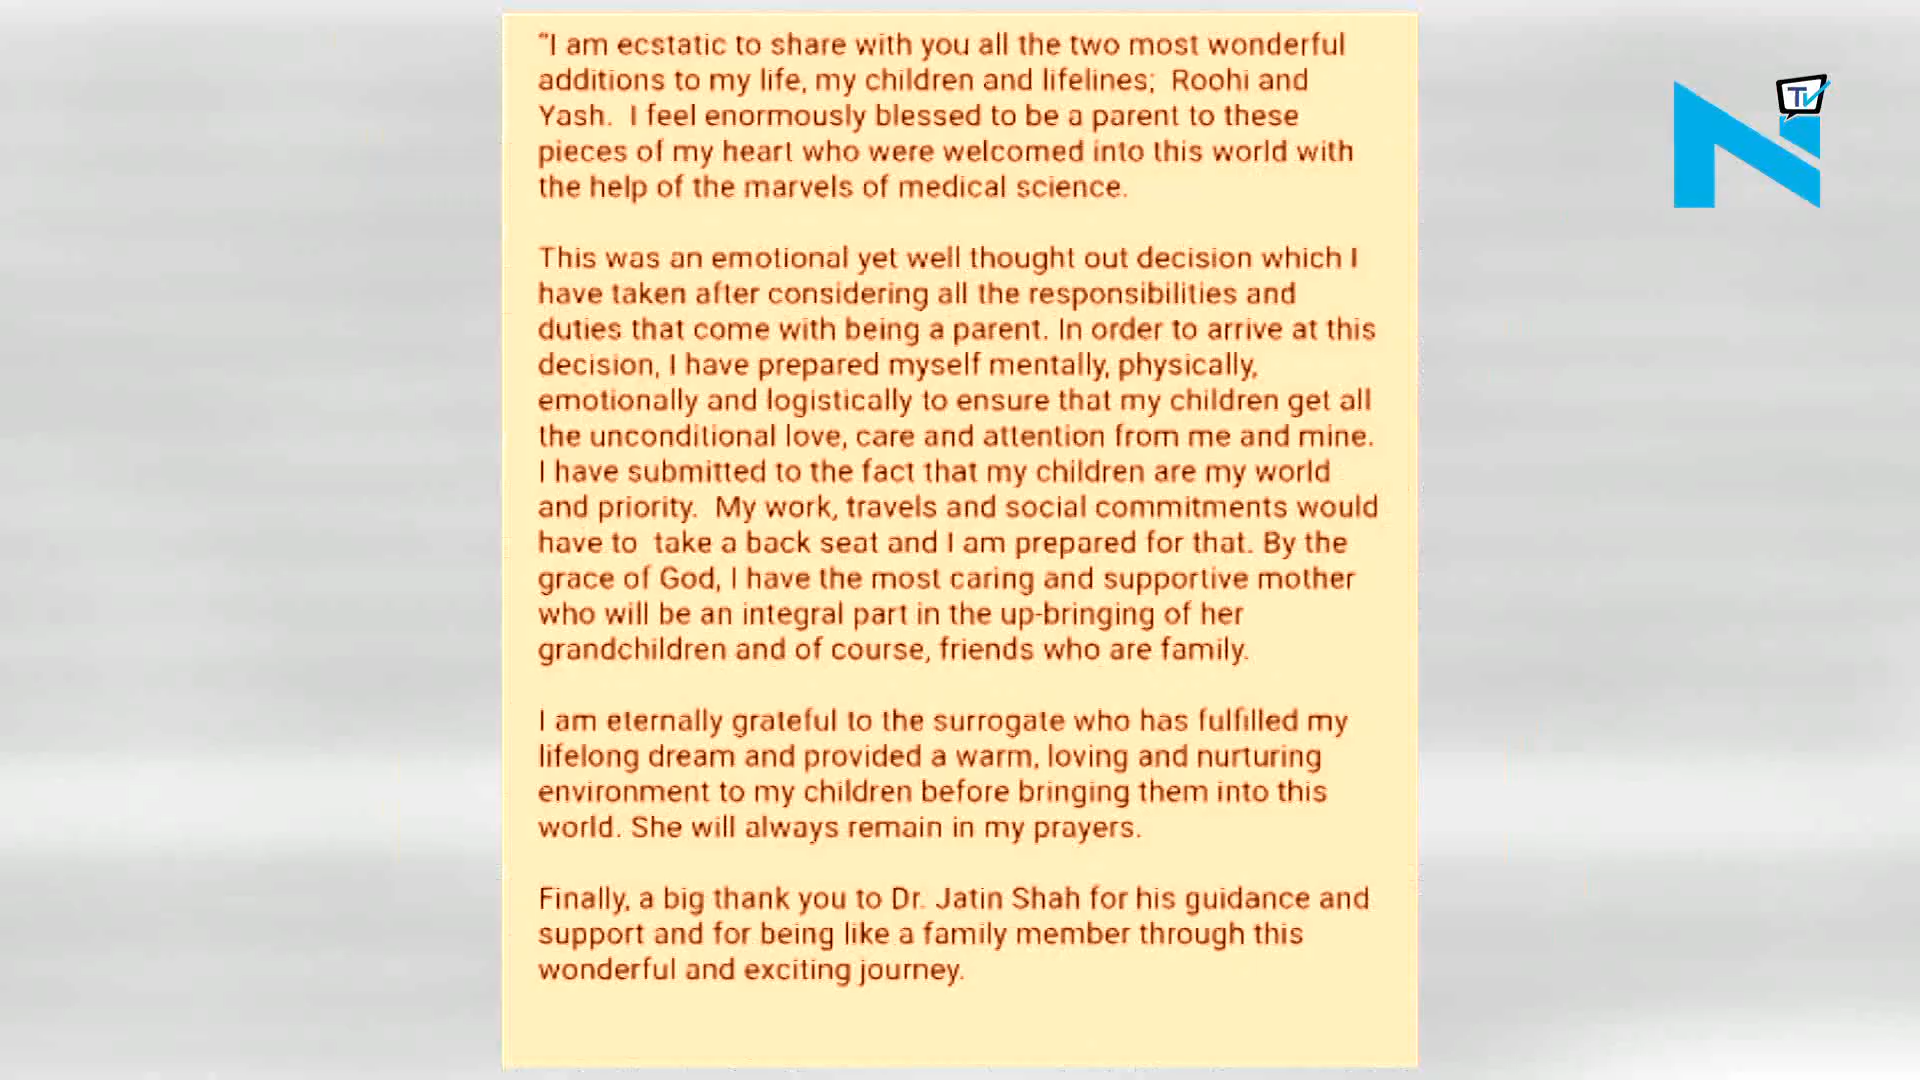 “I am ecstatic to share with you all the two most wonderful
additions to my life, my children and lifelines;  Roohi and
Yash.  I feel enormously blessed to be a parent to these
pieces of my heart who were welcomed into this world with
the help of the marvels of medical science.
This was an emotional yet well thought out decision which I
have taken after considering all the responsibilities and
duties that come with being a parent. In order to arrive at this
decision, I have prepared myself mentally, physically,
emotionally and logistically to ensure that my children get all
the unconditional love, care and attention from me and mine.
I have submitted to the fact that my children are my world
and priority.  My work, travels and social commitments would
have to  take a back seat and I am prepared for that. By the
grace of God, I have the most caring and supportive mother
who will be an integral part in the up-bringing of her
grandchildren and of course, friends who are family.
I am eternally grateful to the surrogate who has fulfilled my
lifelong dream and provided a warm, loving and nurturing
environment to my children before bringing them into this
world. She will always remain in my prayers.
Finally, a big thank you to Dr. Jatin Shah for his guidance and
support and for being like a family member through this
wonderful and exciting journey.
N TV